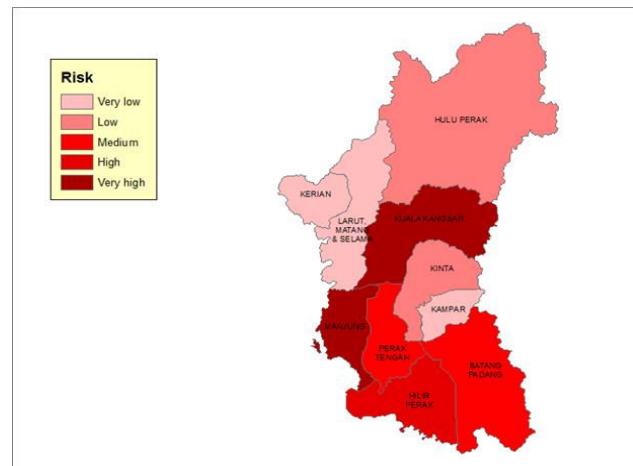 Risk
Very low
Low
Medium
High
Very high
HULU PERAK
KERIAN
LARUT,
MATANG
& SELAMA
KUALA KANGSAR
KINTA
KAMPAR
MANJUNG
PERAK
TENGAH
BATANG
PADANG
HILIR
PERAK